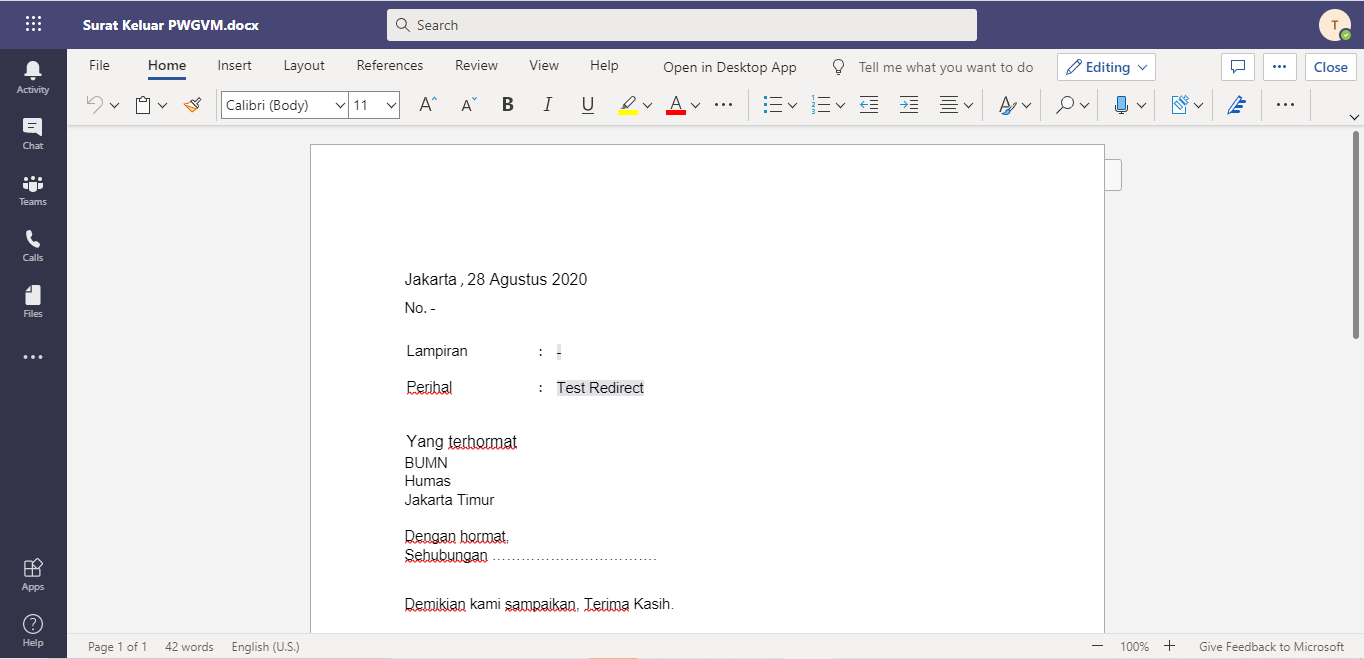 Surat Keluar PWGVM.docx
Search
T
Activity
Chat
Teams
Calls
Files
Apps
Help
File Home Insert Layout References Review View Help Open in Desktop App Tell me what you want to do Editing Close
Calibri (Body) 11 A A B I U A
Jakarta , 28 Agustus 2020
No. -
Lampiran : -
Perihal : Test Redirect
Yang terhormat
BUMN
Humas
Jakarta Timur
Dengan hormat,
Sehubungan ................................
Demikian kami sampaikan, Terima Kasih.
Page 1 of 1 42 words English (U.S.) 100% Give Feedback to Microsoft